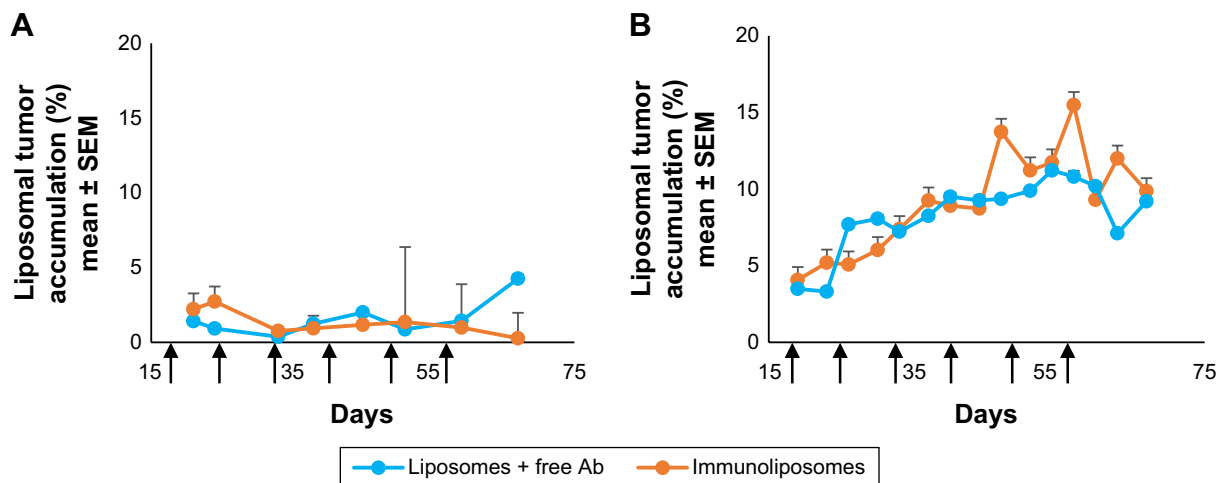 A
Liposomal tumor
accumulation (%)
mean ± SEM
20
15
10
5
0
15
35
55
75
Days
B
Liposomal tumor
accumulation (%)
mean ± SEM
20
15
10
5
0
15
35
55
75
Days
Liposomes + free Ab
Immunoliposomes